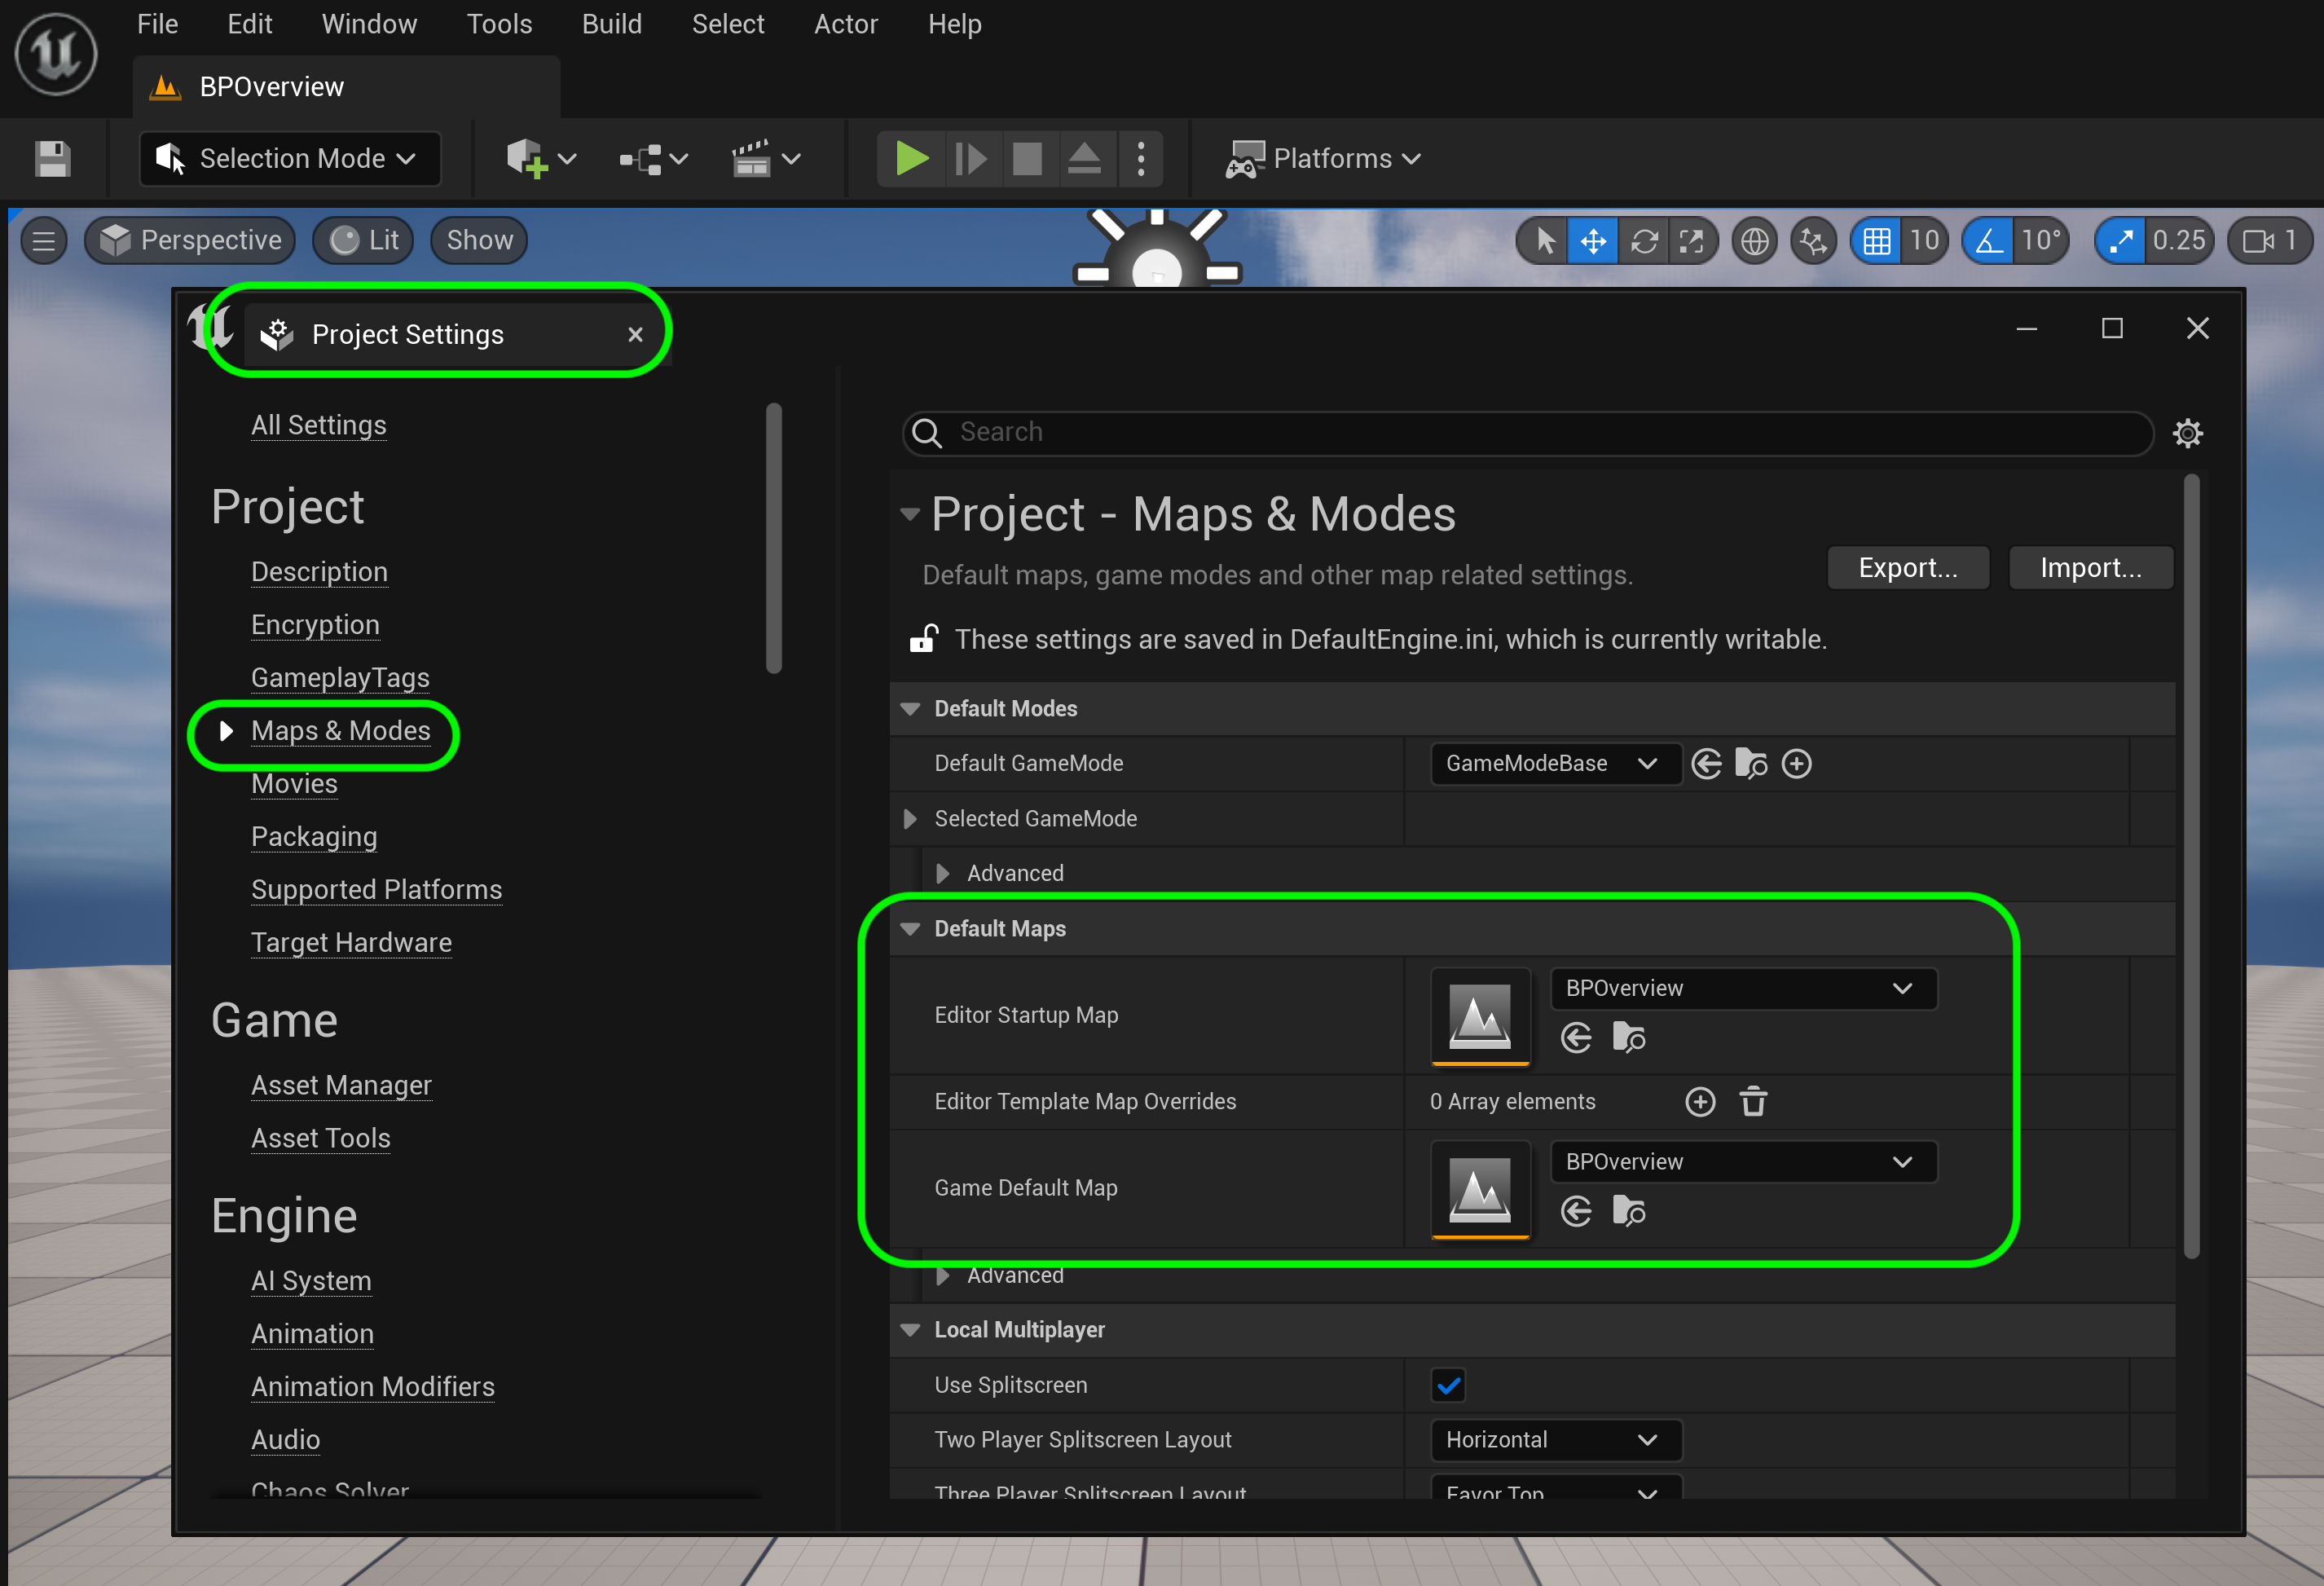 File Edit Window Tools Build Select Actor Help
BPOverview
Selection Mode
Platforms
Perspective Lit Show 10 10° 0.25 1
Project Settings
All Settings
Project
Description
Encryption
GameplayTags
Maps & Modes
Movies
Packaging
Supported Platforms
Target Hardware
Game
Asset Manager
Asset Tools
Engine
AI System
Animation
Animation Modifiers
Audio
Chaos Solver
Search
Project - Maps & Modes
Default maps, game modes and other map related settings.
Export... Import...
These settings are saved in DefaultEngine.ini, which is currently writable.
Default Modes
Default GameMode GameModeBase
Selected GameMode
Advanced
Default Maps
Editor Startup Map BPOverview
Editor Template Map Overrides 0 Array elements
Game Default Map BPOverview
Advanced
Local Multiplayer
Use Splitscreen
Two Player Splitscreen Layout Horizontal
Three Player Splitscreen Layout Favor Top